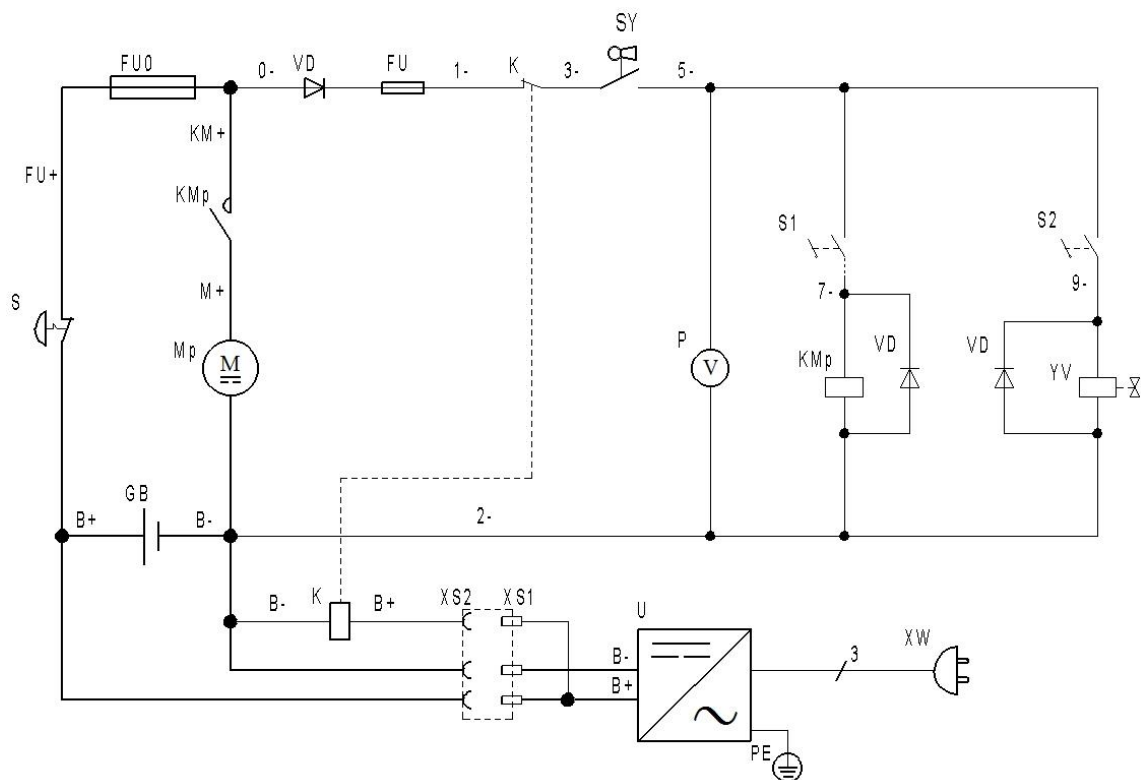 SY
FU0
0-
VD
FU
1-
K
3-
5-
KM+
FU+
KMp
S1
S2
M+
7-
9-
S
Mp
M
P
V
KMp
VD
VD
YV
GB
B+
B-
2-
B-
K
B+
XS2
XS1
U
B-
B+
3
XW
PE